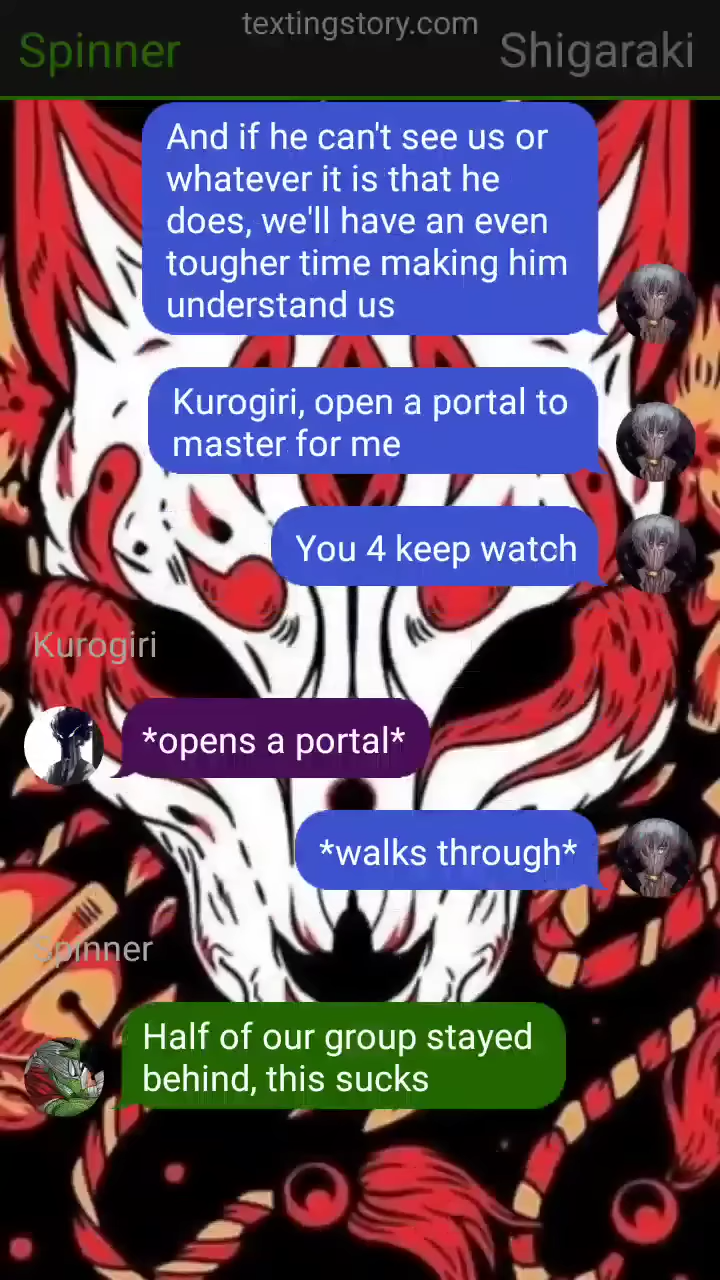 textingstory.com
Spinner
Shigaraki
And if he can't see us or
whatever it is that he
does, we'll have an even
tougher time making him
understand us
Kurogiri, open a portal to
master for me
You 4 keep watch
Kurogiri
*opens a portal*
*walks through*
Spinner
Half of our group stayed
behind, this sucks